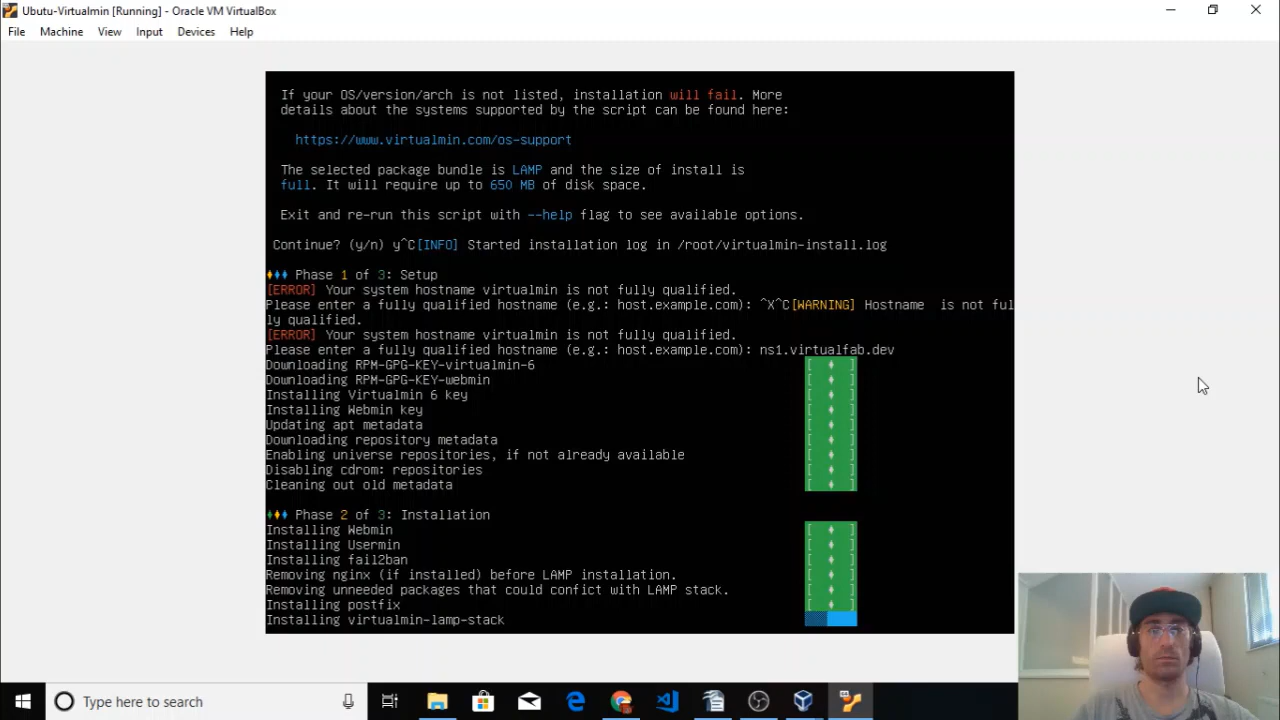 Ubutu-Virtualmin [Running] - Oracle VM VirtualBox
File Machine View Input Devices Help
If your OS/version/arch is not listed, installation will fail. More
details about the systems supported by the script can be found here:
https://www.virtualmin.com/os-support
The selected package bundle is LAMP and the size of install is
full. It will require up to 650 MB of disk space.
Exit and re-run this script with --help flag to see available options.
Continue? (y/n) y^C[INFO] Started installation log in /root/virtualmin-install.log
Phase 1 of 3: Setup
[ERROR] Your system hostname virtualmin is not fully qualified.
Please enter a fully qualified hostname (e.g.: host.example.com): ^X^C[WARNING] Hostname  is not ful
ly qualified.
[ERROR] Your system hostname virtualmin is not fully qualified.
Please enter a fully qualified hostname (e.g.: host.example.com): ns1.virtualfab.dev
Downloading RPM-GPG-KEY-virtualmin-6 [ ♦ ]
Downloading RPM-GPG-KEY-webmin [ ♦ ]
Installing Virtualmin 6 key [ ♦ ]
Installing Webmin key [ ♦ ]
Updating apt metadata [ ♦ ]
Downloading repository metadata [ ♦ ]
Enabling universe repositories, if not already available [ ♦ ]
Disabling cdrom: repositories [ ♦ ]
Cleaning out old metadata [ ♦ ]
Phase 2 of 3: Installation
Installing Webmin [ ♦ ]
Installing Usermin [ ♦ ]
Installing fail2ban [ ♦ ]
Removing nginx (if installed) before LAMP installation. [ ♦ ]
Removing unneeded packages that could confict with LAMP stack. [ ♦ ]
Installing postfix [ ♦ ]
Installing virtualmin-lamp-stack
Type here to search